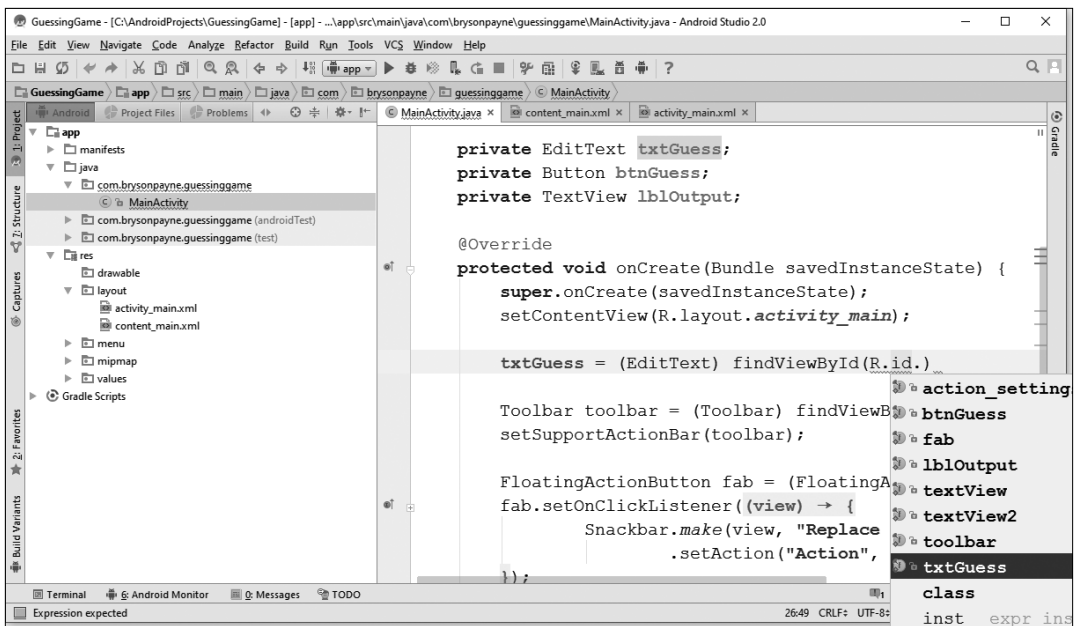 GuessingGame - [C:\AndroidProjects\GuessingGame] - [app] - ...\app\src\main\java\com\brysonpayne\guessinggame\MainActivity.java - Android Studio 2.0
File Edit View Navigate Code Analyze Refactor Build Run Tools VCS Window Help
app
GuessingGame app src main java com brysonpayne guessinggame MainActivity
Android Project Files Problems
MainActivity.java × content_main.xml × activity_main.xml ×
1: Project
7: Structure
Captures
2: Favorites
Build Variants
Gradle
app
manifests
java
com.brysonpayne.guessinggame
MainActivity
com.brysonpayne.guessinggame (androidTest)
com.brysonpayne.guessinggame (test)
res
drawable
layout
activity_main.xml
content_main.xml
menu
mipmap
values
Gradle Scripts
private EditText txtGuess;
private Button btnGuess;
private TextView lblOutput;
@Override
protected void onCreate(Bundle savedInstanceState) {
super.onCreate(savedInstanceState);
setContentView(R.layout.activity_main);
txtGuess = (EditText) findViewById(R.id.)
Toolbar toolbar = (Toolbar) findViewB
setSupportActionBar(toolbar);
FloatingActionButton fab = (FloatingA
fab.setOnClickListener((view) → {
Snackbar.make(view, "Replace
.setAction("Action",
});
action_setting
btnGuess
fab
lblOutput
textView
textView2
toolbar
txtGuess
class
inst expr ins
Terminal 6: Android Monitor 0: Messages TODO
1
Expression expected 26:49 CRLF÷ UTF-8÷